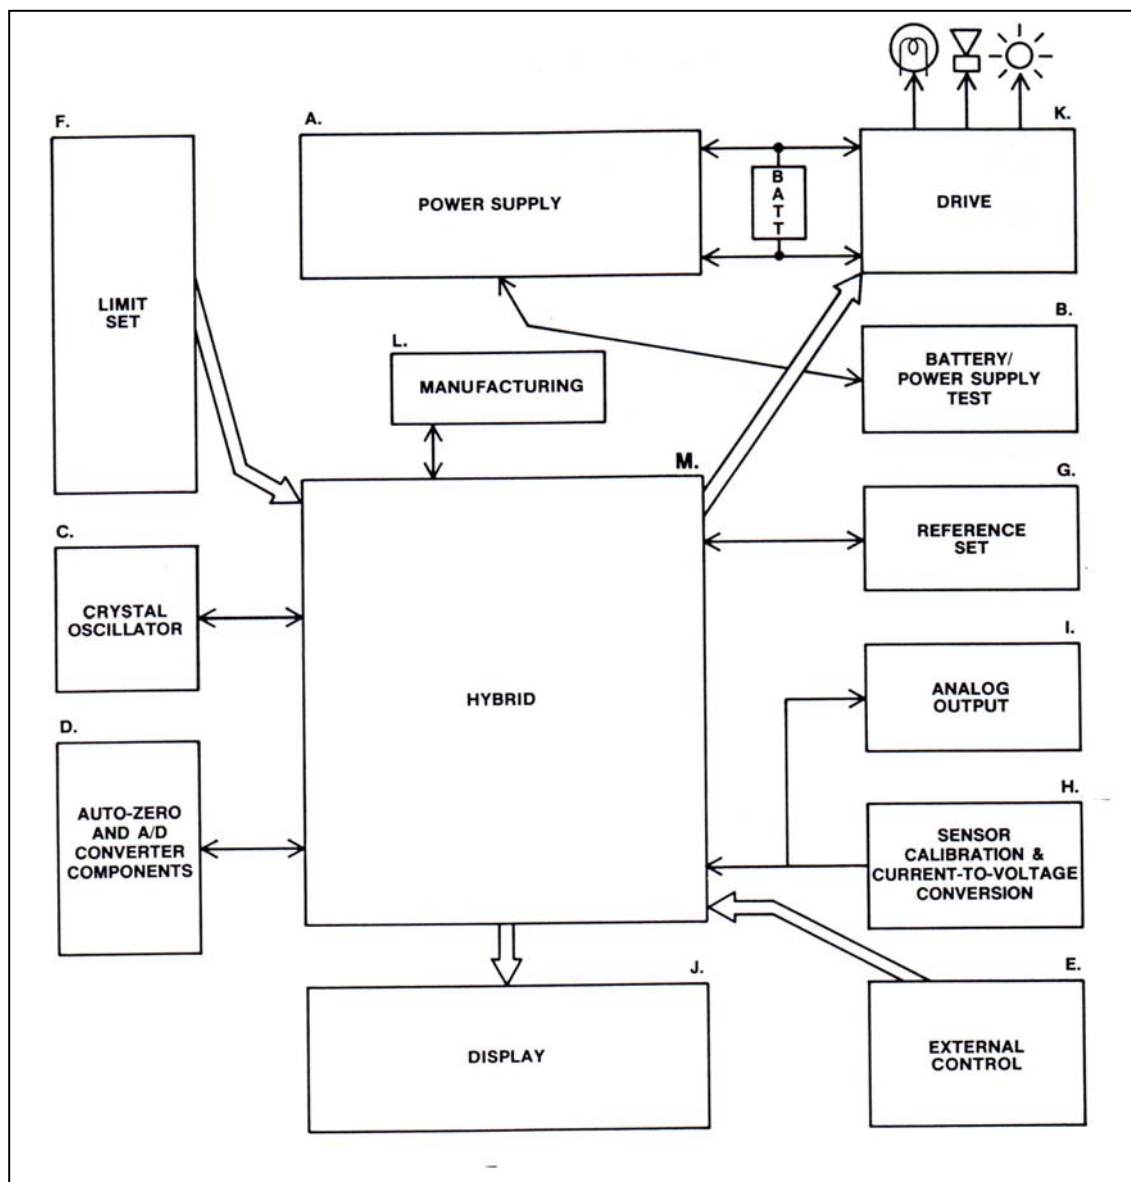 F.
LIMIT
SET
A.
POWER SUPPLY
B
A
T
T
K.
DRIVE
B.
BATTERY/
POWER SUPPLY
TEST
L.
MANUFACTURING
M.
HYBRID
G.
REFERENCE
SET
C.
CRYSTAL
OSCILLATOR
I.
ANALOG
OUTPUT
D.
AUTO-ZERO
AND A/D
CONVERTER
COMPONENTS
H.
SENSOR
CALIBRATION &
CURRENT-TO-VOLTAGE
CONVERSION
J.
DISPLAY
E.
EXTERNAL
CONTROL